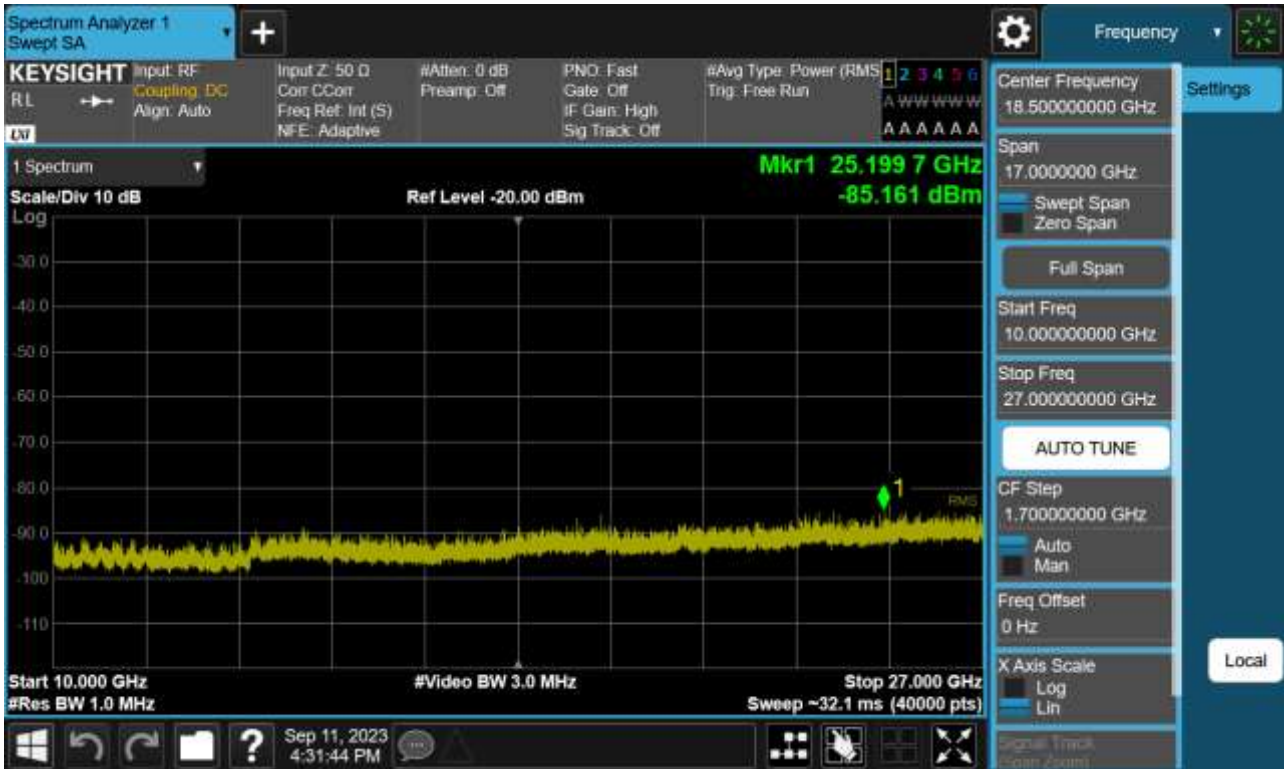 Spectrum Analyzer 1
Swept SA
Frequency
KEYSIGHT
RL
LXI
Input: RF
Coupling: DC
Align: Auto
Input Z: 50 Ω
Corr CCorr
Freq Ref: Int (S)
NFE: Adaptive
#Atten: 0 dB
Preamp: Off
PNO: Fast
Gate: Off
IF Gain: High
Sig Track: Off
#Avg Type: Power (RMS
Trig: Free Run
1 2 3 4 5 6
A W W W W W
A A A A A A
1 Spectrum
Mkr1 25.199 7 GHz
Scale/Div 10 dB
Ref Level -20.00 dBm
-85.161 dBm
Log
-30.0
-40.0
-50.0
-60.0
-70.0
-80.0
-90.0
-100
-110
1
RMS
Start 10.000 GHz
#Video BW 3.0 MHz
Stop 27.000 GHz
#Res BW 1.0 MHz
Sweep ~32.1 ms (40000 pts)
?
Sep 11, 2023
4:31:44 PM
Center Frequency
18.500000000 GHz
Settings
Span
17.0000000 GHz
Swept Span
Zero Span
Full Span
Start Freq
10.000000000 GHz
Stop Freq
27.000000000 GHz
AUTO TUNE
CF Step
1.700000000 GHz
Auto
Man
Freq Offset
0 Hz
X Axis Scale
Log
Lin
Local
Signal Track
(Span Zoom)